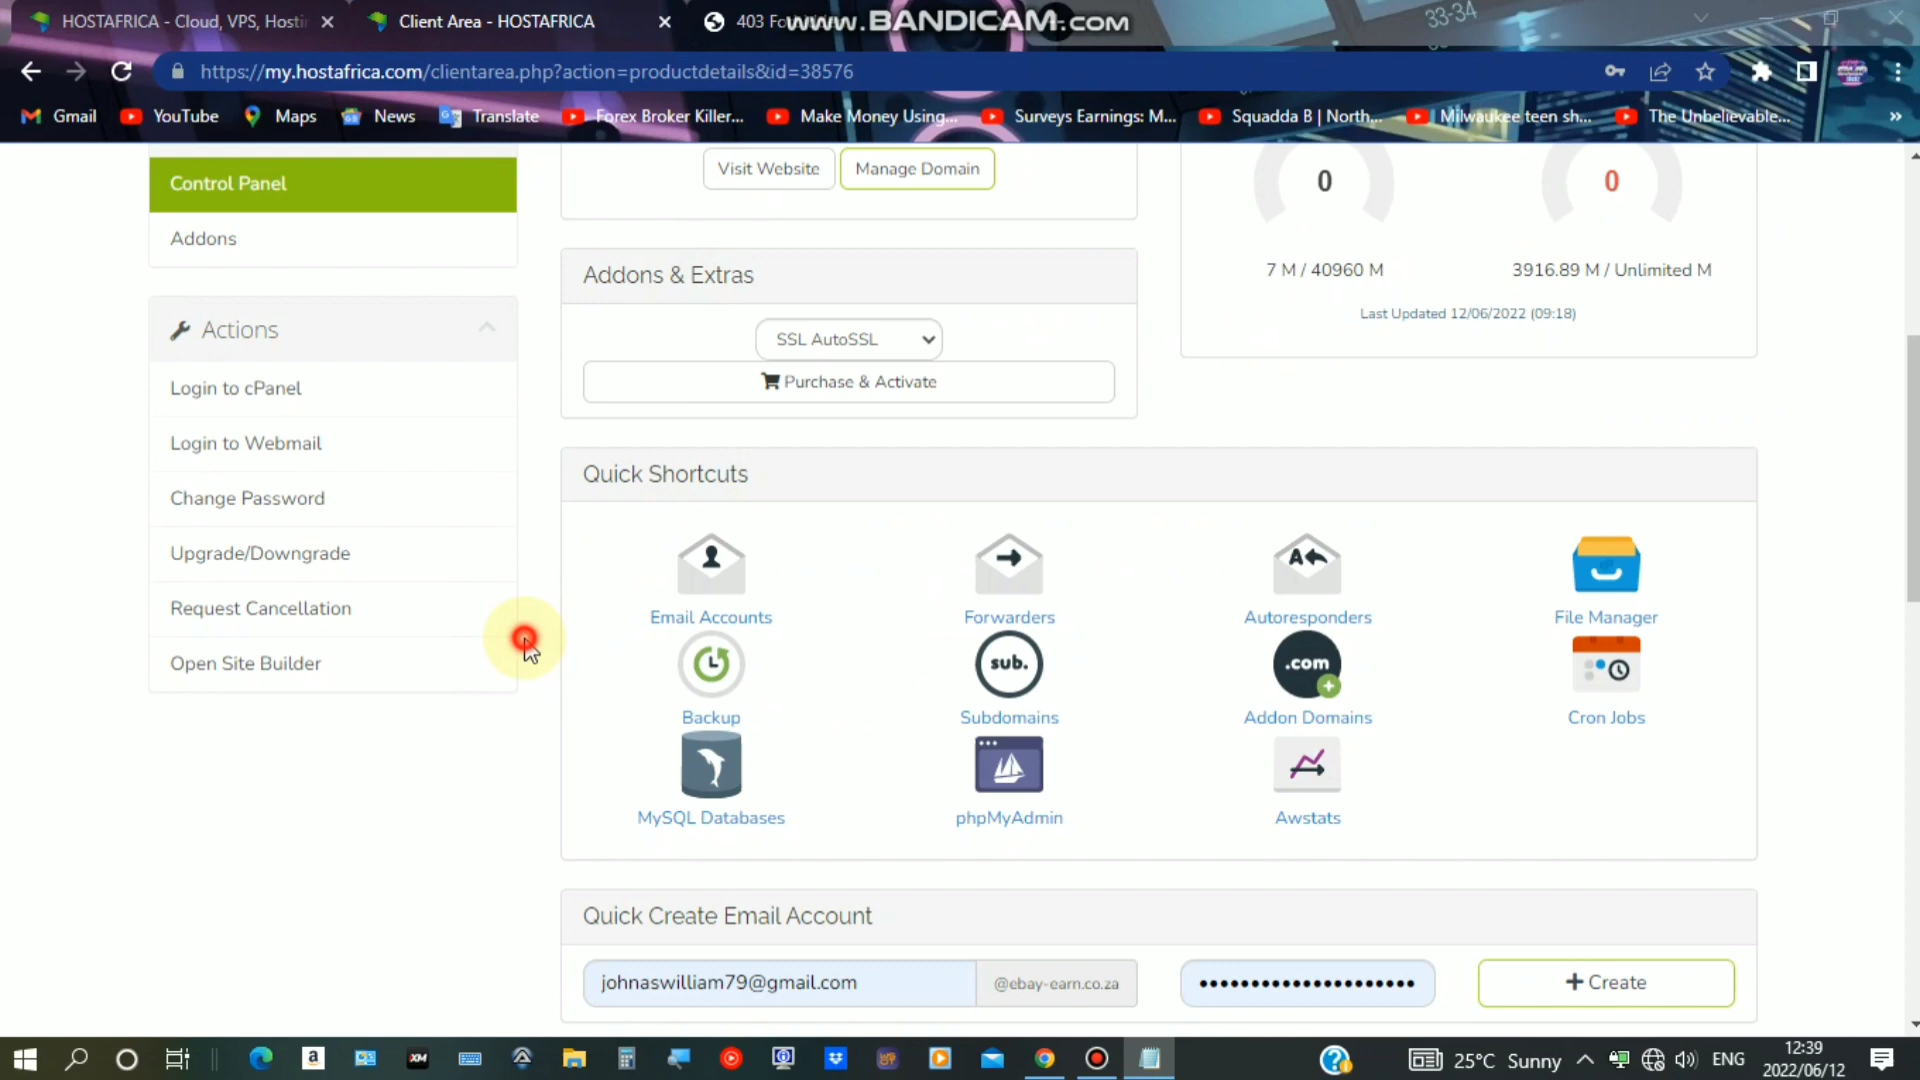 HOSTAFRICA - Cloud, VPS, Hostin
Client Area - HOSTAFRICA
403 Fo
www.BANDICAM.com
33-34
https://my.hostafrica.com/clientarea.php?action=productdetails&id=38576
Gmail
YouTube
Maps
News
Translate
Forex Broker Killer...
Make Money Using...
Surveys Earnings: M...
Squadda B | North...
Milwaukee teen sh...
The Unbelievable...
Control Panel
Addons
Actions
Login to cPanel
Login to Webmail
Change Password
Upgrade/Downgrade
Request Cancellation
Open Site Builder
Visit Website
Manage Domain
0
0
7 M / 40960 M
3916.89 M / Unlimited M
Last Updated 12/06/2022 (09:18)
Addons & Extras
SSL AutoSSL
Purchase & Activate
Quick Shortcuts
Email Accounts
Forwarders
A
Autoresponders
File Manager
Backup
sub.
Subdomains
.com
Addon Domains
Cron Jobs
MySQL Databases
phpMyAdmin
Awstats
Quick Create Email Account
johnaswilliam79@gmail.com
@ebay-earn.co.za
Create
a
XM
25°C Sunny
ENG
12:39
2022/06/12